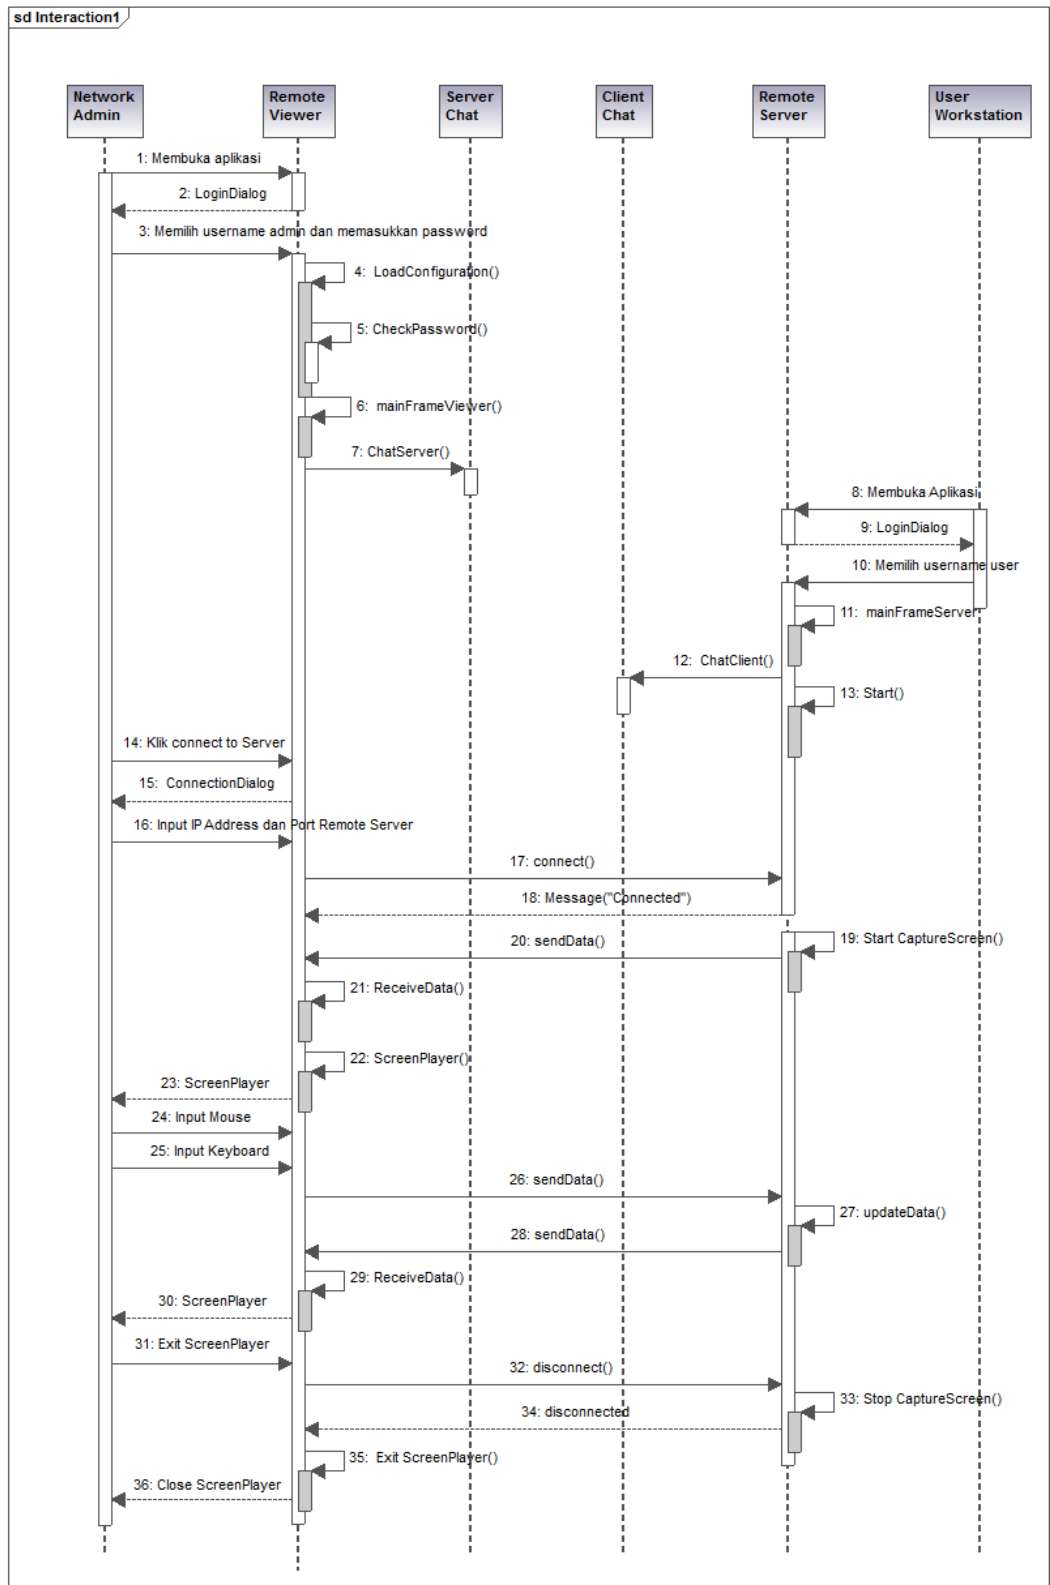 sd Interaction1
Network
Admin
Remote
Viewer
Server
Chat
Client
Chat
Remote
Server
User
Workstation
1: Membuka aplikasi
2: LoginDialog
3: Memilih username admin dan memasukkan password
4: LoadConfiguration()
5: CheckPassword()
6: mainFrameViewer()
7: ChatServer()
8: Membuka Aplikasi
9: LoginDialog
10: Memilih username user
11: mainFrameServer
12: ChatClient()
13: Start()
14: Klik connect to Server
15: ConnectionDialog
16: Input IP Address dan Port Remote Server
17: connect()
18: Message("Connected")
19: Start CaptureScreen()
20: sendData()
21: ReceiveData()
22: ScreenPlayer()
23: ScreenPlayer
24: Input Mouse
25: Input Keyboard
26: sendData()
27: updateData()
28: sendData()
29: ReceiveData()
30: ScreenPlayer
31: Exit ScreenPlayer
32: disconnect()
33: Stop CaptureScreen()
34: disconnected
35: Exit ScreenPlayer()
36: Close ScreenPlayer